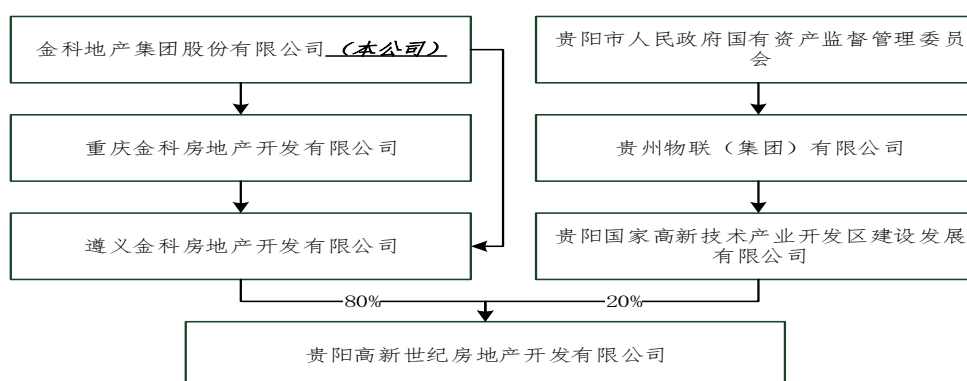 金科地产集团股份有限公司（本公司）
贵阳市人民政府国有资产监督管理委员
会
重庆金科房地产开发有限公司
贵州物联（集团）有限公司
遵义金科房地产开发有限公司
贵阳国家高新技术产业开发区建设发展
有限公司
80%
20%
贵阳高新世纪房地产开发有限公司